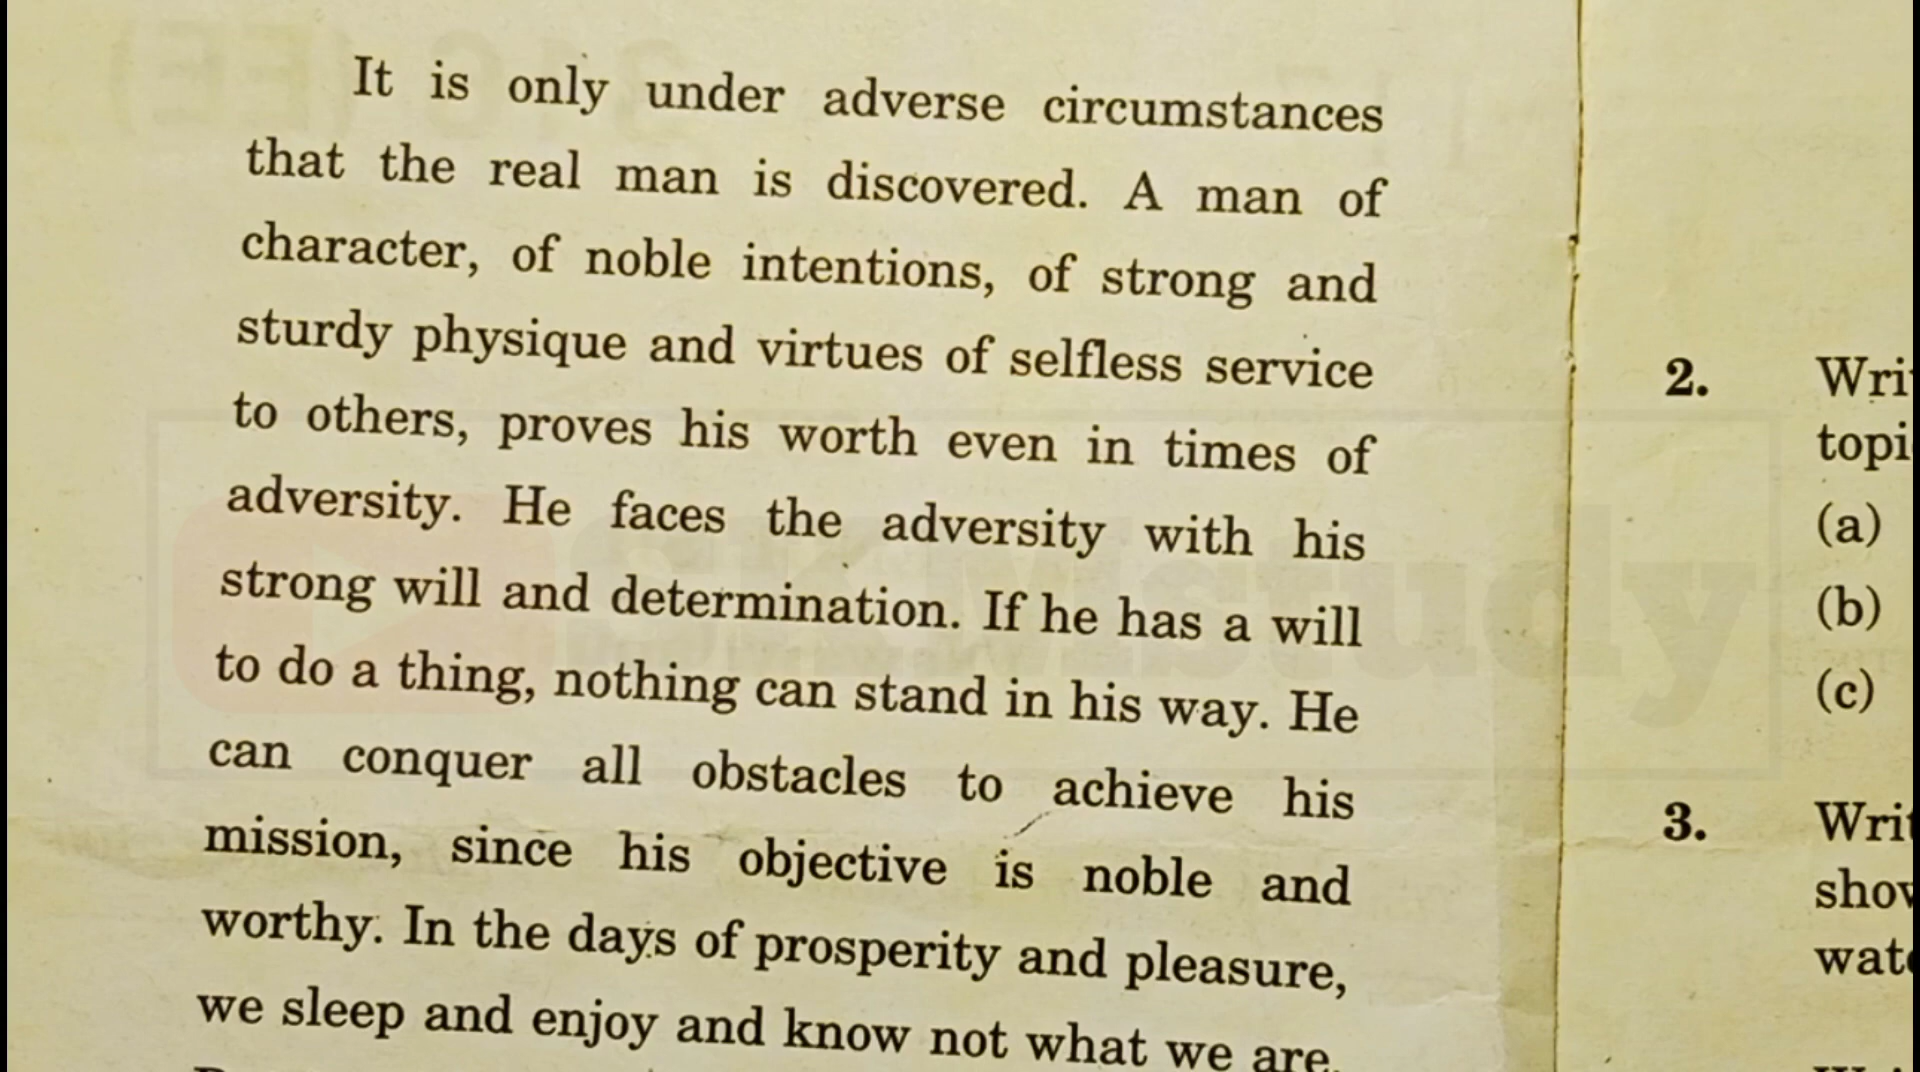 It is only under adverse circumstances
that the real man is discovered. A man of
character, of noble intentions, of strong and
sturdy physique and virtues of selfless service
to others, proves his worth even in times of
adversity. He faces the adversity with his
strong will and determination. If he has a will
to do a thing, nothing can stand in his way. He
can conquer all obstacles to achieve his
mission, since his objective is noble and
worthy. In the days of prosperity and pleasure,
we sleep and enjoy and know not what we are.
2.
(a)
(b)
(c)
3.